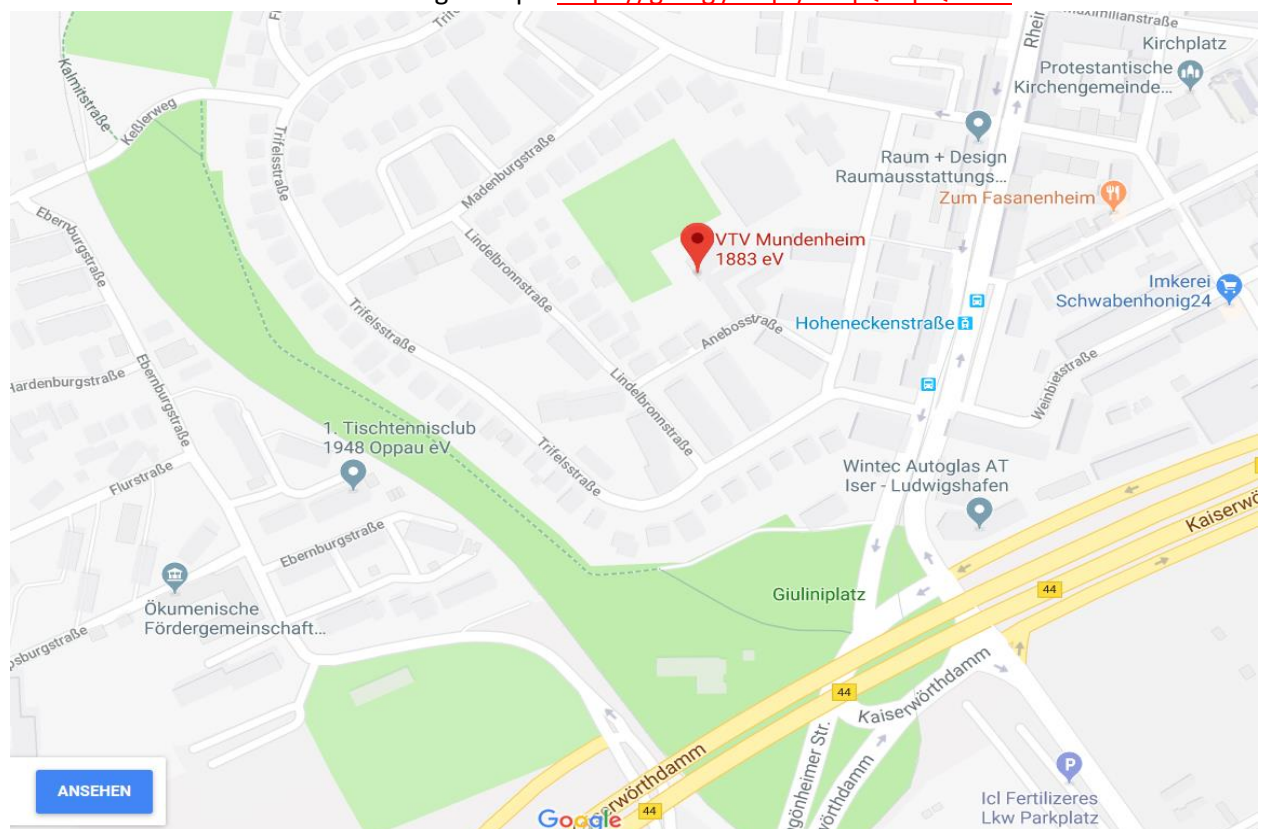 Maximilianstraße
Kirchplatz
Protestantische
Kirchengemeinde...
Kalmitstraße
Keßlerweg
Trifelsstraße
Madenburgstraße
Raum + Design
Raumausstattungs...
Zum Fasanenheim
Ebernburgstraße
Lindelbronnstraße
VTV Mundenheim
1883 eV
Imkerei
Schwabenhonig24
Trifelsstraße
Anebosstraße
Hoheneckenstraße
Weinbietstraße
Hardenburgstraße
Ebernburgstraße
Lindelbronnstraße
1. Tischtennisclub
1948 Oppau eV
Trifelsstraße
Flurstraße
Wintec Autoglas AT
Iser - Ludwigshafen
Ebernburgstraße
Giuliniplatz
44
Ökumenische
Fördergemeinschaft...
44
Kaiserwörthdamm
Kaiserwörthdamm
ANSEHEN
Icl Fertilizeres
Lkw Parkplatz
Google
44